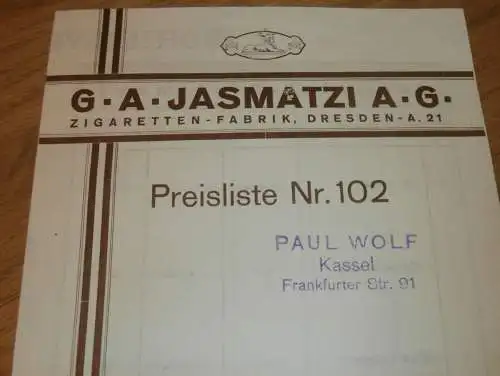 G·A·JASMATZI A·G·
ZIGARETTEN-FABRIK, DRESDEN-A. 21
Preisliste Nr. 102
PAUL WOLF
Kassel
Frankfurter Str. 91